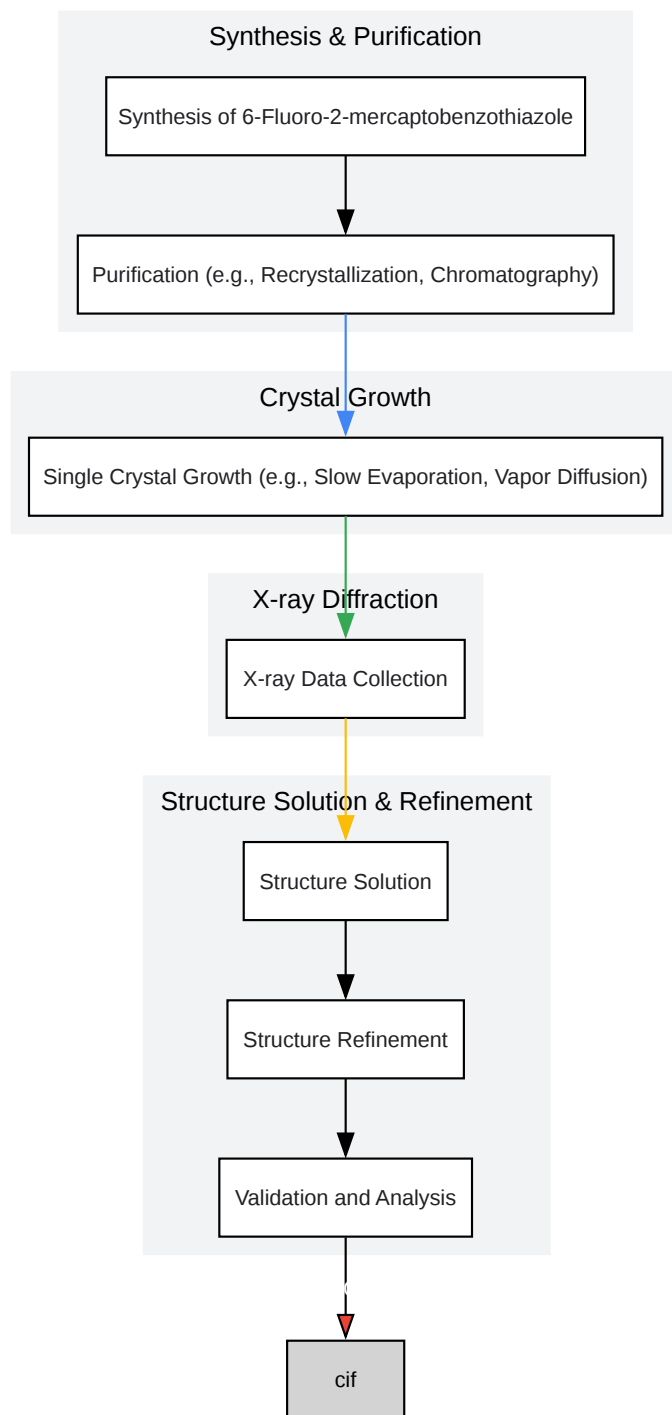 Synthesis & Purification
Synthesis of 6-Fluoro-2-mercaptobenzothiazole
Purification (e.g., Recrystallization, Chromatography)
Crystal Growth
Single Crystal Growth (e.g., Slow Evaporation, Vapor Diffusion)
X-ray Diffraction
X-ray Data Collection
Structure Solution & Refinement
Structure Solution
Structure Refinement
Validation and Analysis
cif